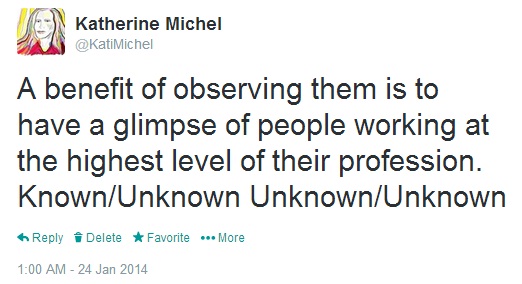 Katherine Michel
@KatiMichel
A benefit of observing them is to
have a glimpse of people working at
the highest level of their profession.
Known/Unknown Unknown/Unknown
Reply Delete Favorite More
1:00 AM - 24 Jan 2014